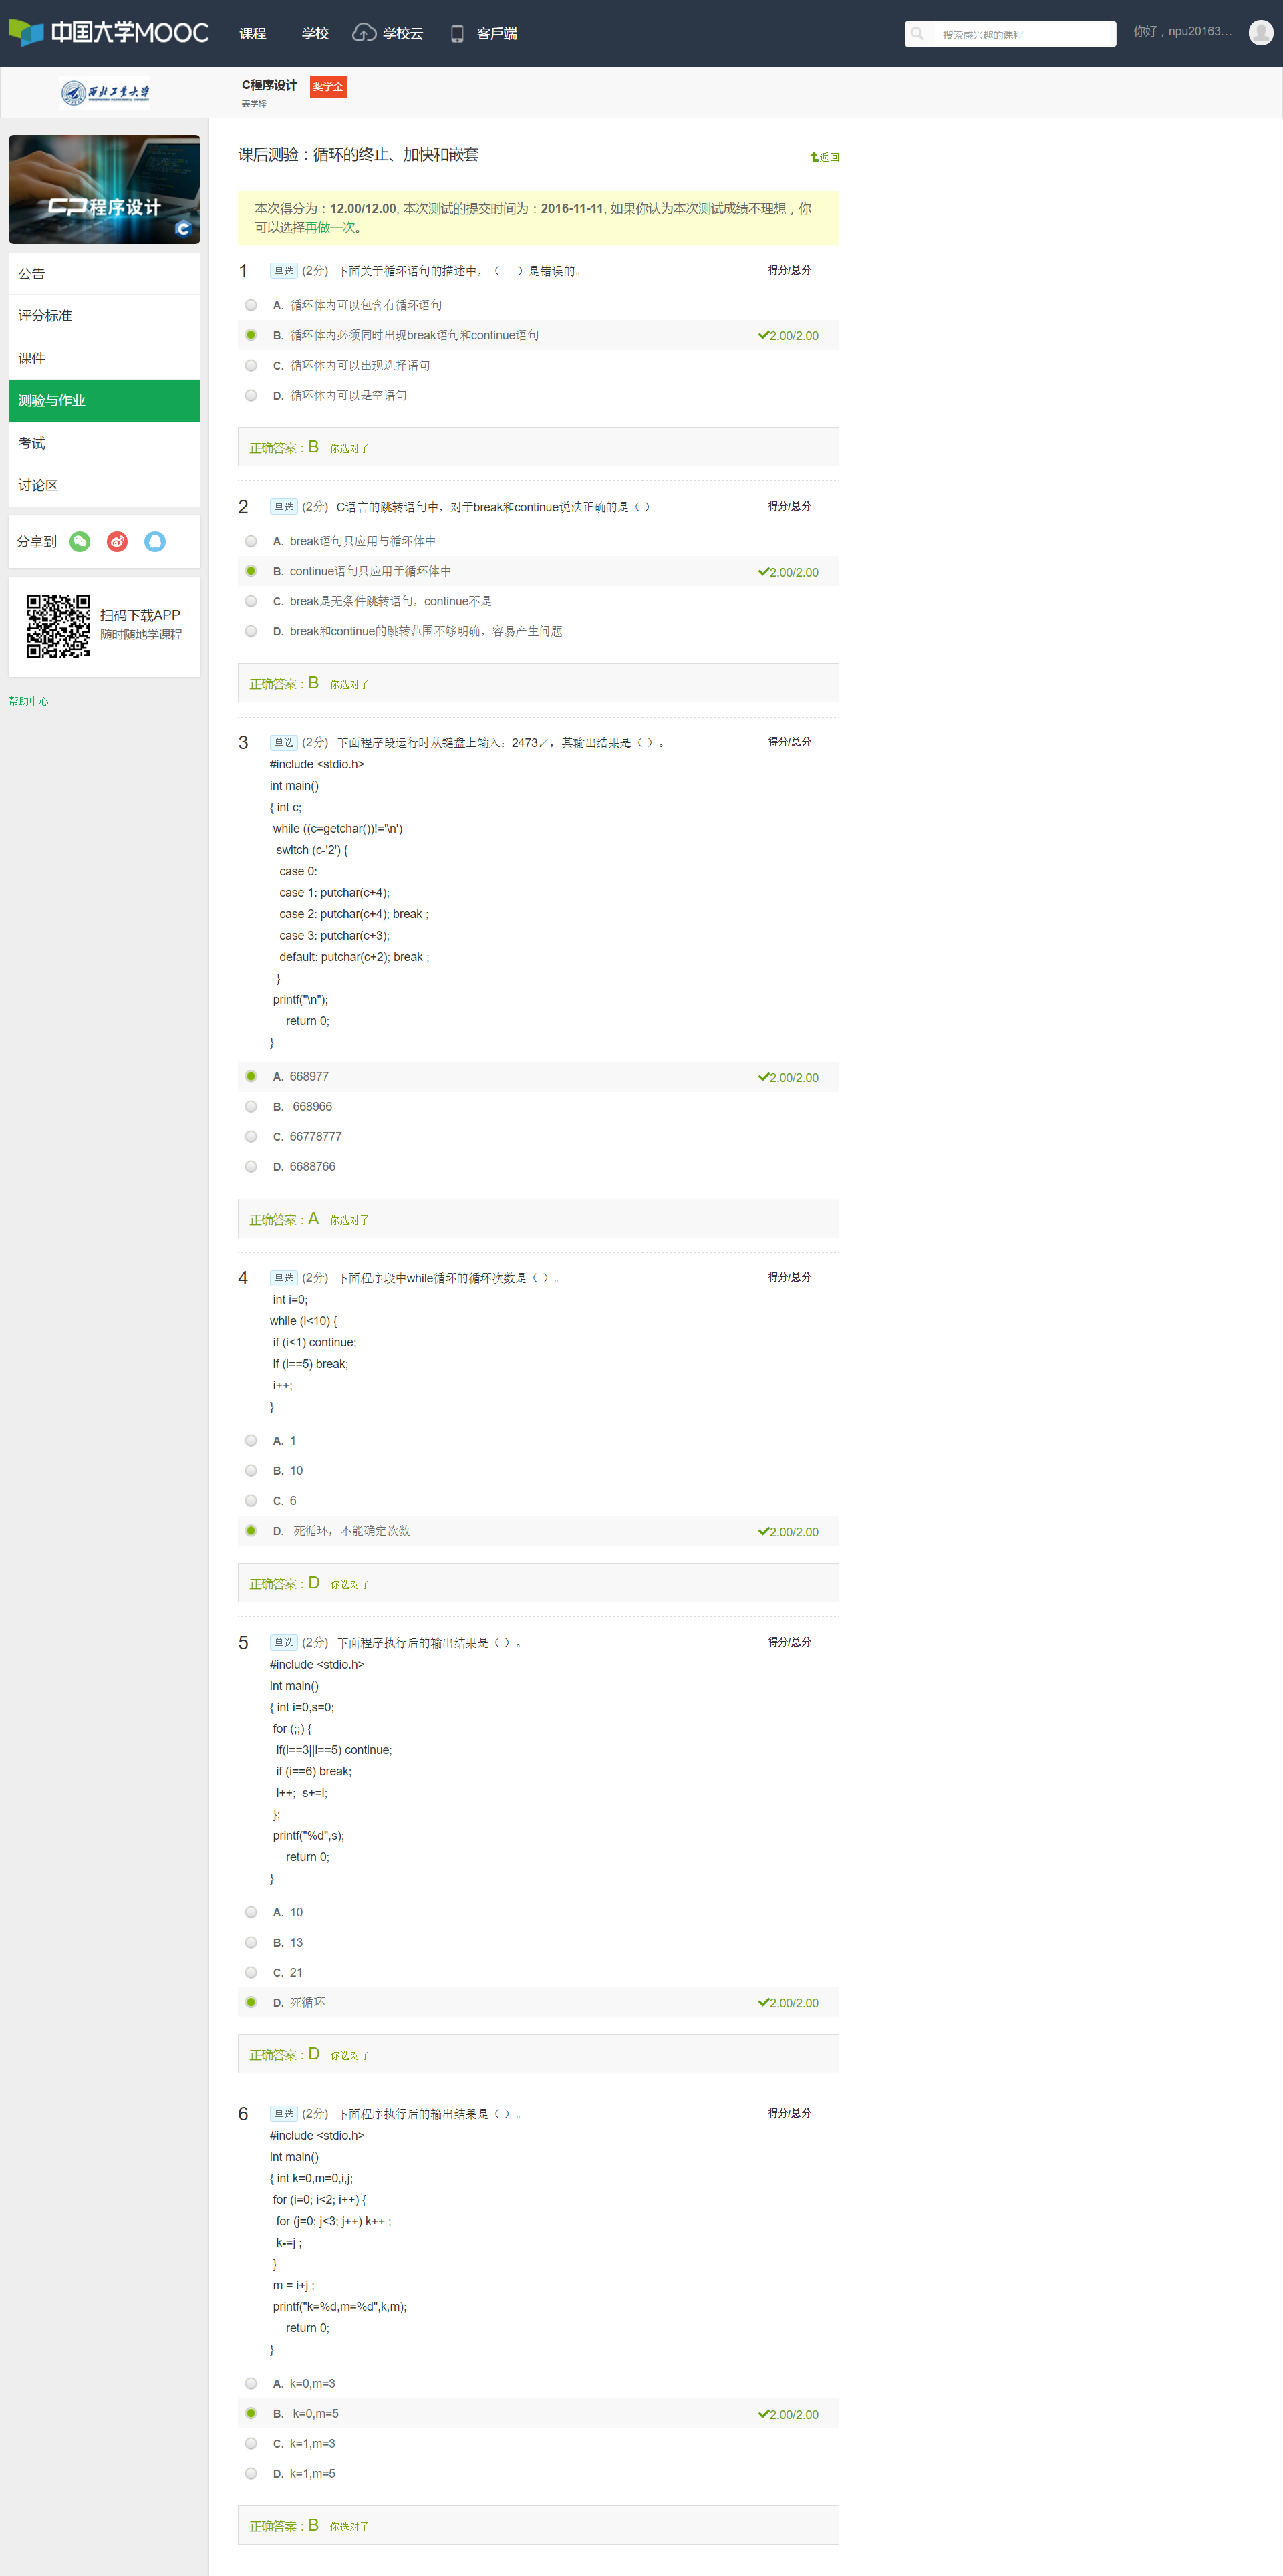 中国大学MOOC 课程 学校 学校云 客戶端 搜索感兴趣的课程 你好，npu20163...
西北工业大学
C程序设计 奖学金
姜学锋
程序设计
公告
评分标准
课件
测验与作业
考试
讨论区
分享到
扫码下载APP
随时随地学课程
帮助中心
课后测验：循环的终止、加快和嵌套 返回
本次得分为：12.00/12.00, 本次测试的提交时间为：2016-11-11, 如果你认为本次测试成绩不理想，你
可以选择再做一次。
1 单选 (2分) 下面关于循环语句的描述中，（ ）是错误的。 得分/总分
A. 循环体内可以包含有循环语句
B. 循环体内必须同时出现break语句和continue语句 2.00/2.00
C. 循环体内可以出现选择语句
D. 循环体内可以是空语句
正确答案：B 你选对了
2 单选 (2分) C语言的跳转语句中，对于break和continue说法正确的是（ ） 得分/总分
A. break语句只应用与循环体中
B. continue语句只应用于循环体中 2.00/2.00
C. break是无条件跳转语句，continue不是
D. break和continue的跳转范围不够明确，容易产生问题
正确答案：B 你选对了
3 单选 (2分) 下面程序段运行时从键盘上输入：2473↙，其输出结果是（ ）。 得分/总分
#include <stdio.h>
int main()
{ int c;
while ((c=getchar())!='\n')
switch (c-'2') {
case 0:
case 1: putchar(c+4);
case 2: putchar(c+4); break ;
case 3: putchar(c+3);
default: putchar(c+2); break ;
}
printf("\n");
return 0;
}
A. 668977 2.00/2.00
B. 668966
C. 66778777
D. 6688766
正确答案：A 你选对了
4 单选 (2分) 下面程序段中while循环的循环次数是（ ）。 得分/总分
int i=0;
while (i<10) {
if (i<1) continue;
if (i==5) break;
i++;
}
A. 1
B. 10
C. 6
D. 死循环，不能确定次数 2.00/2.00
正确答案：D 你选对了
5 单选 (2分) 下面程序执行后的输出结果是（ ）。 得分/总分
#include <stdio.h>
int main()
{ int i=0,s=0;
for (;;) {
if(i==3||i==5) continue;
if (i==6) break;
i++; s+=i;
};
printf("%d",s);
return 0;
}
A. 10
B. 13
C. 21
D. 死循环 2.00/2.00
正确答案：D 你选对了
6 单选 (2分) 下面程序执行后的输出结果是（ ）。 得分/总分
#include <stdio.h>
int main()
{ int k=0,m=0,i,j;
for (i=0; i<2; i++) {
for (j=0; j<3; j++) k++ ;
k-=j ;
}
m = i+j ;
printf("k=%d,m=%d",k,m);
return 0;
}
A. k=0,m=3
B. k=0,m=5 2.00/2.00
C. k=1,m=3
D. k=1,m=5
正确答案：B 你选对了